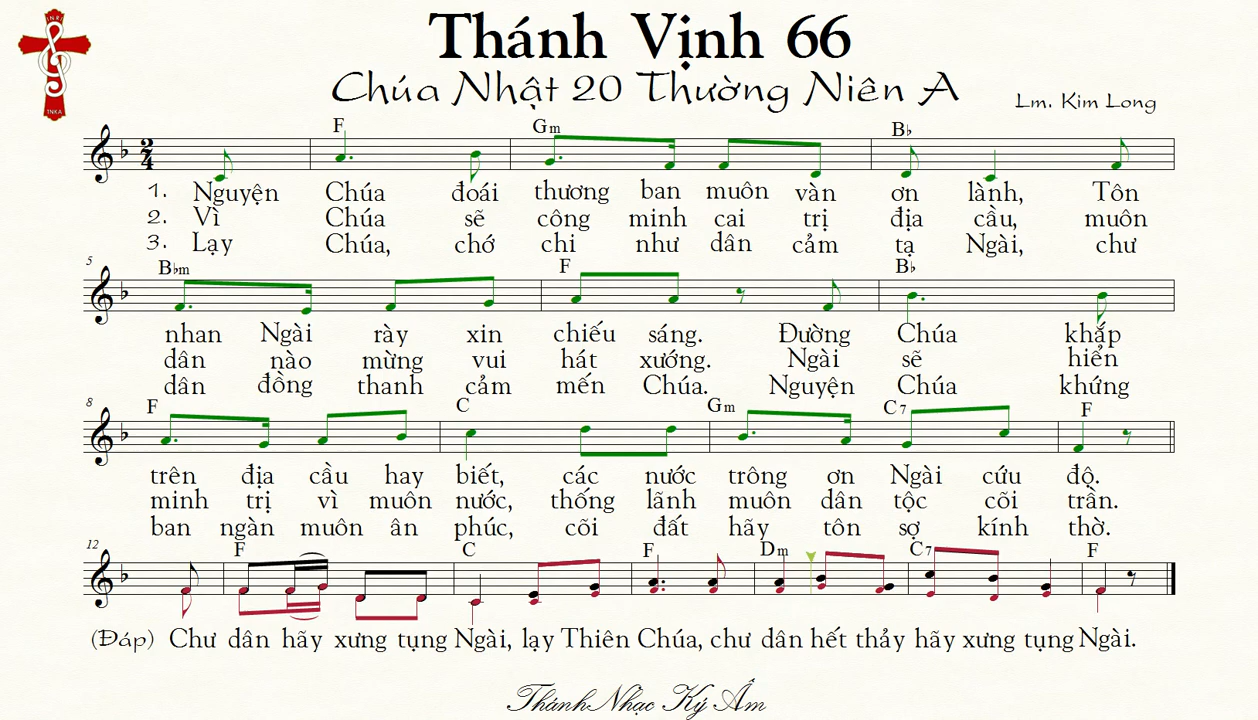 INRI
INKA
Thánh Vịnh 66
Chúa Nhật 20 Thường Niên A
Lm. Kim Long
F Gm B♭
2
4
1. Nguyện Chúa đoái thương ban muôn vàn ơn lành, Tôn
2. Vì Chúa sẽ công minh cai trị địa cầu, muôn
3. Lạy Chúa, chớ chi như dân cảm tạ Ngài, chư
5
B♭m F B♭
nhan Ngài rày xin chiếu sáng. Đường Chúa khắp
dân nào mừng vui hát xướng. Ngài sẽ hiển
dân đồng thanh cảm mến Chúa. Nguyện Chúa khứng
8
F C Gm C7 F
trên địa cầu hay biết, các nước trông ơn Ngài cứu độ.
minh trị vì muôn nước, thống lãnh muôn dân tộc cõi trần.
ban ngàn muôn ân phúc, cõi đất hãy tôn sợ kính thờ.
12
F C F Dm C7 F
(Đáp) Chư dân hãy xưng tụng Ngài, lạy Thiên Chúa, chư dân hết thảy hãy xưng tụng Ngài.
Thánh Nhạc Ký Âm